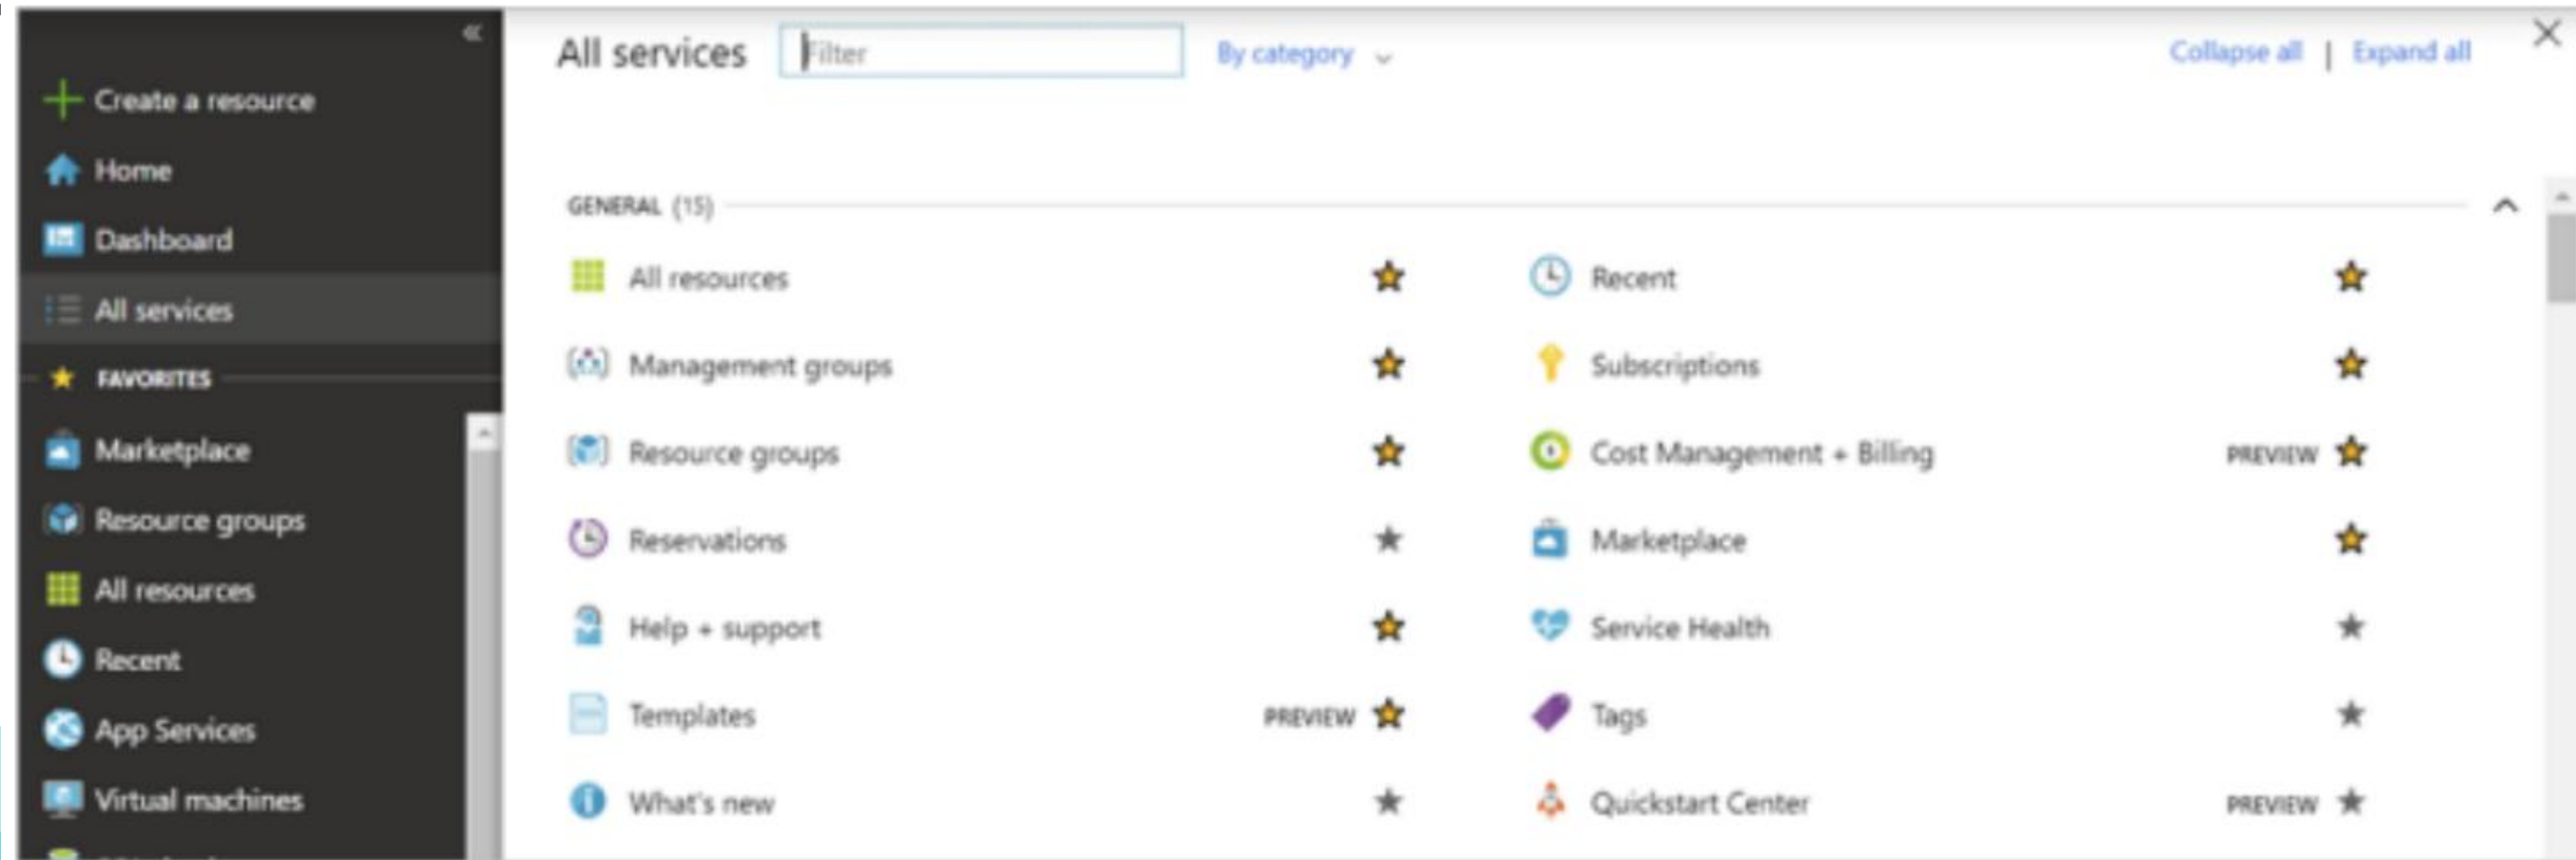 «
Create a resource
Home
Dashboard
All services
FAVORITES
Marketplace
Resource groups
All resources
Recent
App Services
Virtual machines
All services Filter By category Collapse all | Expand all
GENERAL (15)
All resources Recent
Management groups Subscriptions
Resource groups Cost Management + Billing PREVIEW
Reservations Marketplace
Help + support Service Health
Templates PREVIEW Tags
What's new Quickstart Center PREVIEW